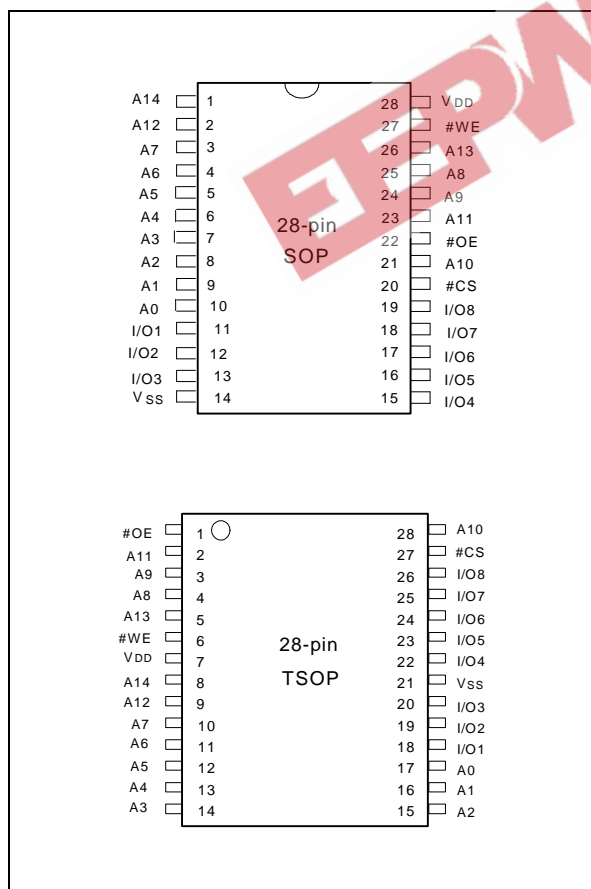 EEPW
A14 1 28 VDD
A12 2 27 #WE
A7 3 26 A13
A6 4 25 A8
A5 5 24 A9
A4 6 23 A11
A3 7 22 #OE
A2 8 21 A10
A1 9 20 #CS
A0 10 19 I/O8
I/O1 11 18 I/O7
I/O2 12 17 I/O6
I/O3 13 16 I/O5
VSS 14 15 I/O4
28-pin
SOP
#OE 1 28 A10
A11 2 27 #CS
A9 3 26 I/O8
A8 4 25 I/O7
A13 5 24 I/O6
#WE 6 23 I/O5
VDD 7 22 I/O4
A14 8 21 VSS
A12 9 20 I/O3
A7 10 19 I/O2
A6 11 18 I/O1
A5 12 17 A0
A4 13 16 A1
A3 14 15 A2
28-pin
TSOP